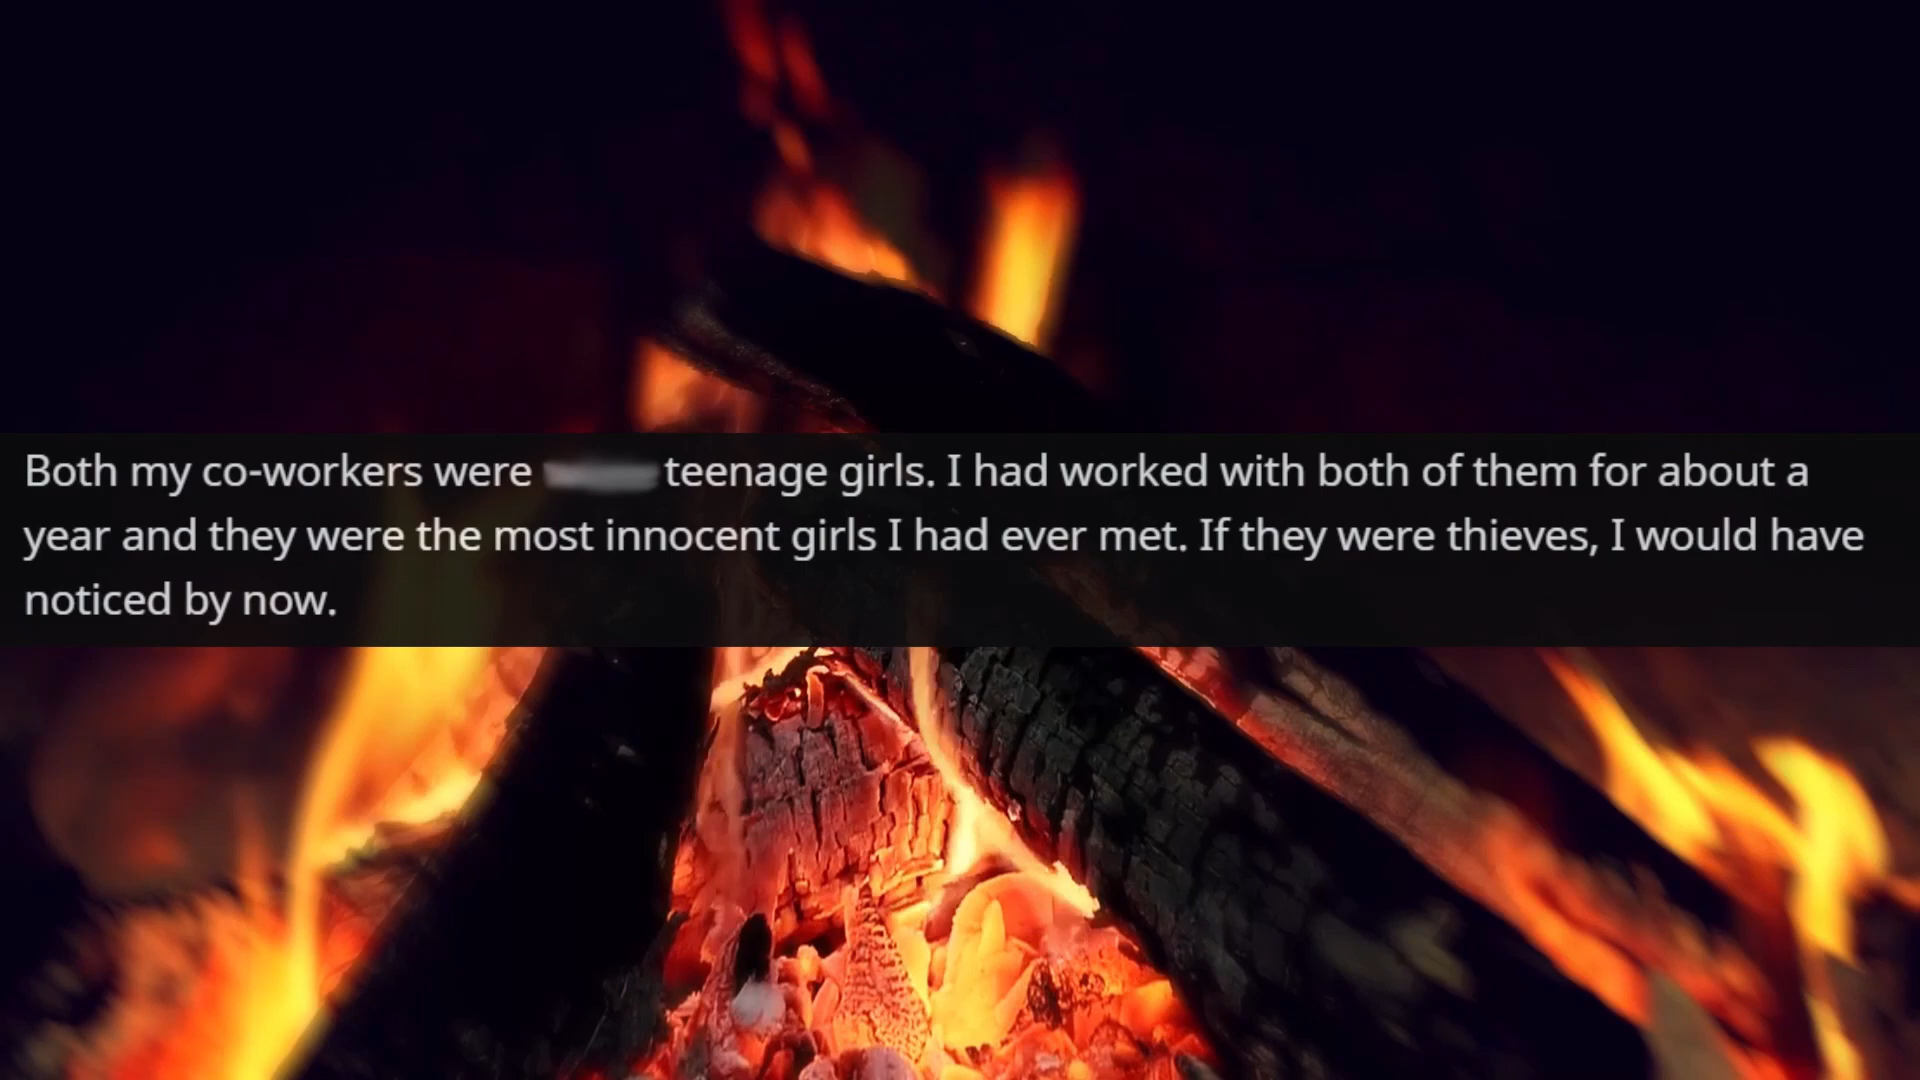 Both my co-workers were teenage girls. I had worked with both of them for about a
year and they were the most innocent girls I had ever met. If they were thieves, I would have
noticed by now.